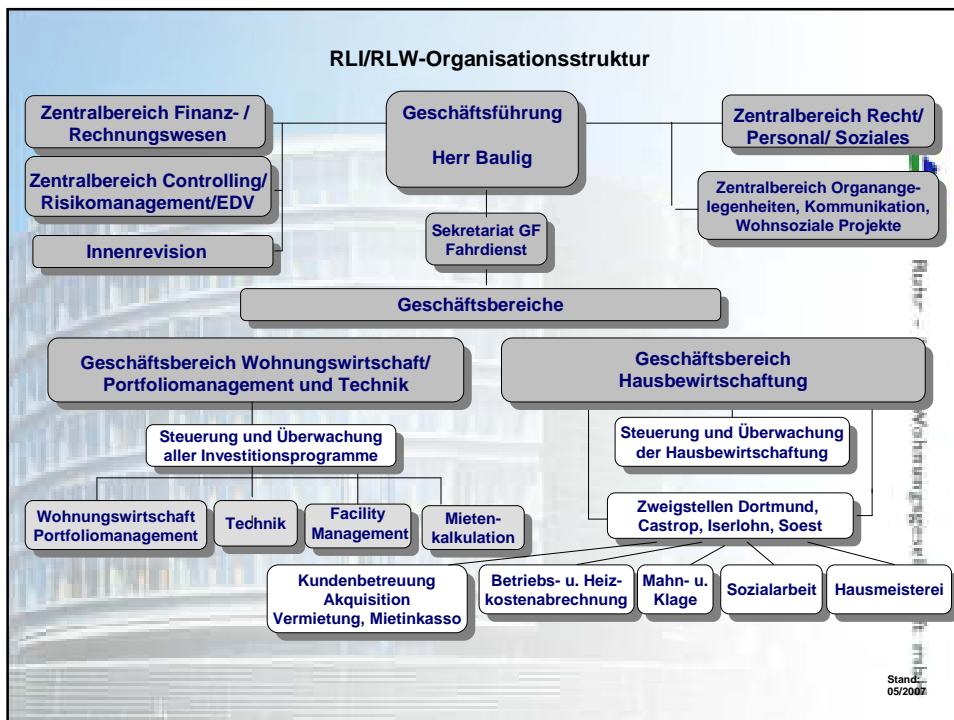 RLI/RLW-Organisationsstruktur
Zentralbereich Finanz- /
Rechnungswesen
Geschäftsführung
Herr Baulig
Zentralbereich Recht/
Personal/ Soziales
Zentralbereich Controlling/
Risikomanagement/EDV
Zentralbereich Organange-
legenheiten, Kommunikation,
Wohnsoziale Projekte
Innenrevision
Sekretariat GF
Fahrdienst
Geschäftsbereiche
Geschäftsbereich Wohnungswirtschaft/
Portfoliomanagement und Technik
Geschäftsbereich
Hausbewirtschaftung
Steuerung und Überwachung
aller Investitionsprogramme
Steuerung und Überwachung
der Hausbewirtschaftung
Wohnungswirtschaft
Portfoliomanagement
Technik
Facility
Management
Mieten-
kalkulation
Zweigstellen Dortmund,
Castrop, Iserlohn, Soest
Kundenbetreuung
Akquisition
Vermietung, Mietinkasso
Betriebs- u. Heiz-
kostenabrechnung
Mahn- u.
Klage
Sozialarbeit
Hausmeisterei
Stand:
05/2007